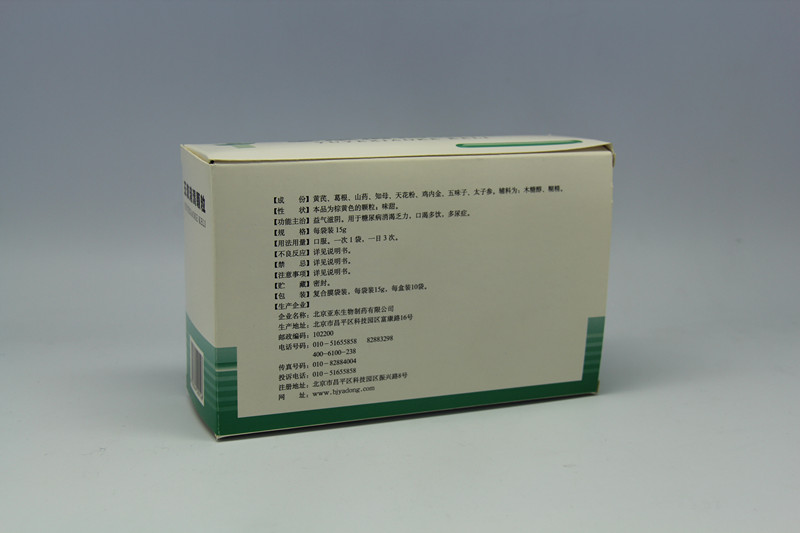 【成　　份】黄芪、葛根、山药、知母、天花粉、鸡内金、五味子、太子参。辅料为：木糖醇、糊精。
【性　　状】本品为棕黄色的颗粒；味甜。
【功能主治】益气滋阴。用于糖尿病消渴乏力，口渴多饮，多尿症。
【规　　格】每袋装 15g
【用法用量】口服。一次 1 袋，一日 3 次。
【不良反应】详见说明书。
【禁　　忌】详见说明书。
【注意事项】详见说明书。
【贮　　藏】密封。
【包　　装】复合膜袋装，每袋装15g，每盒装10袋。
【生产企业】
企业名称：北京亚东生物制药有限公司
生产地址：北京市昌平区科技园区富康路16号
邮政编码：102200
电话号码：010－51655858　82883298
400-6100-238
传真号码：010－82884004
投诉电话：010－51655858
注册地址：北京市昌平区科技园区振兴路8号
网　　址：www.bjyadong.com